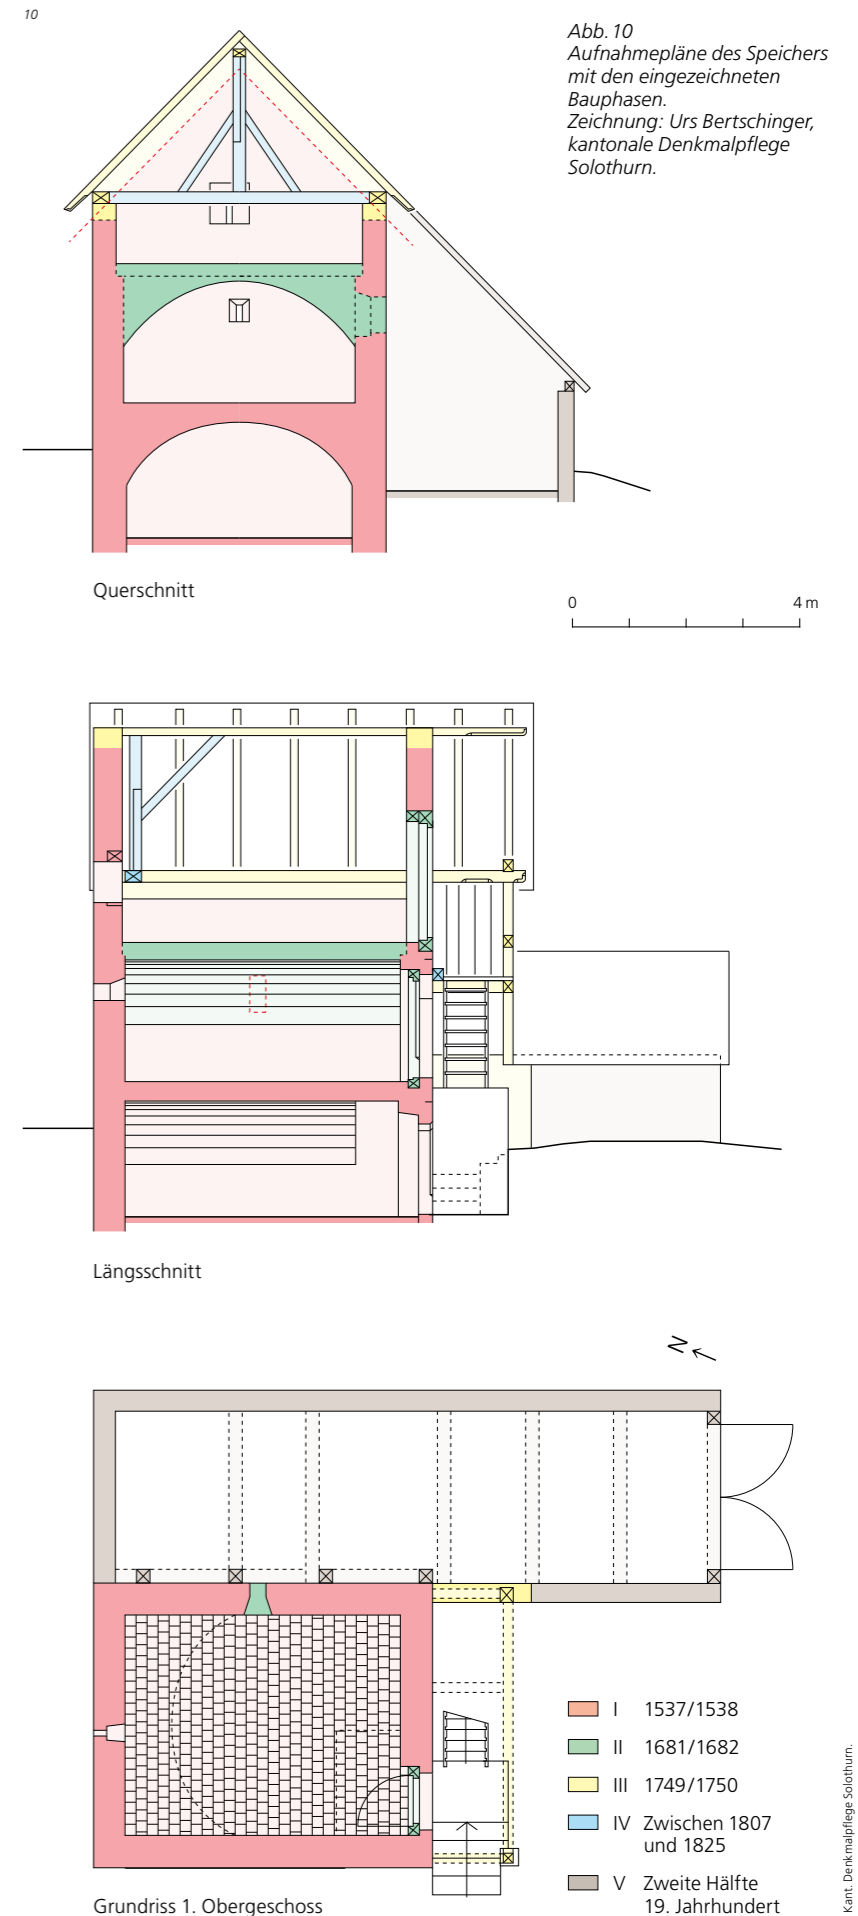 10
Abb. 10
Aufnahmepläne des Speichers
mit den eingezeichneten
Bauphasen.
Zeichnung: Urs Bertschinger,
kantonale Denkmalpflege
Solothurn.
Querschnitt
0 4 m
Längsschnitt
N
I 1537/1538
II 1681/1682
III 1749/1750
IV Zwischen 1807
und 1825
V Zweite Hälfte
19. Jahrhundert
Grundriss 1. Obergeschoss
Kant. Denkmalpflege Solothurn.